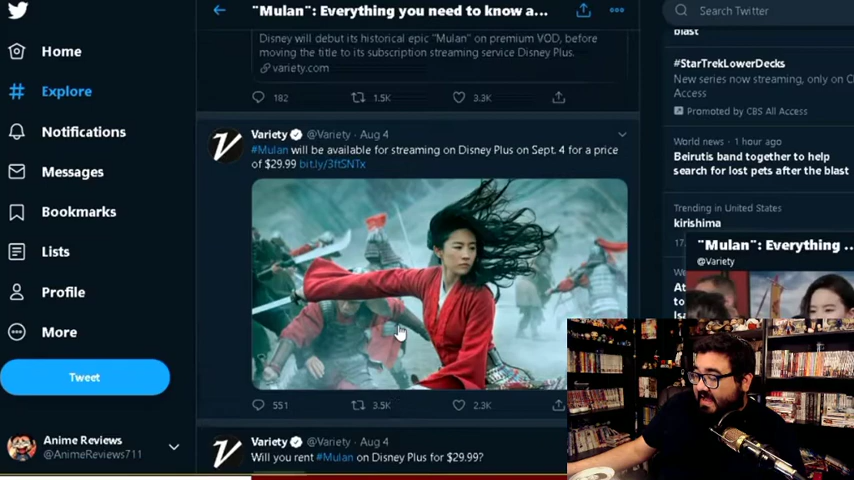 "Mulan": Everything you need to know a...
Search Twitter
Home
Explore
Notifications
Messages
Bookmarks
Lists
Profile
More
Tweet
Anime Reviews
@AnimeReviews711
Disney will debut its historical epic "Mulan" on premium VOD, before
moving the title to its subscription streaming service Disney Plus.
variety.com
182 1.5K 3.3K
Variety @Variety · Aug 4
#Mulan will be available for streaming on Disney Plus on Sept. 4 for a price
of $29.99 bit.ly/3ftSNTx
551 3.5K 2.3K
Variety @Variety · Aug 4
Will you rent #Mulan on Disney Plus for $29.99?
blast
#StarTrekLowerDecks
New series now streaming, only on C
Access
Promoted by CBS All Access
World news · 1 hour ago
Beirutis band together to help
search for lost pets after the blast
Trending in United States
kirishima
17
"Mulan": Everything ...
@Variety
We
At
to
Isa